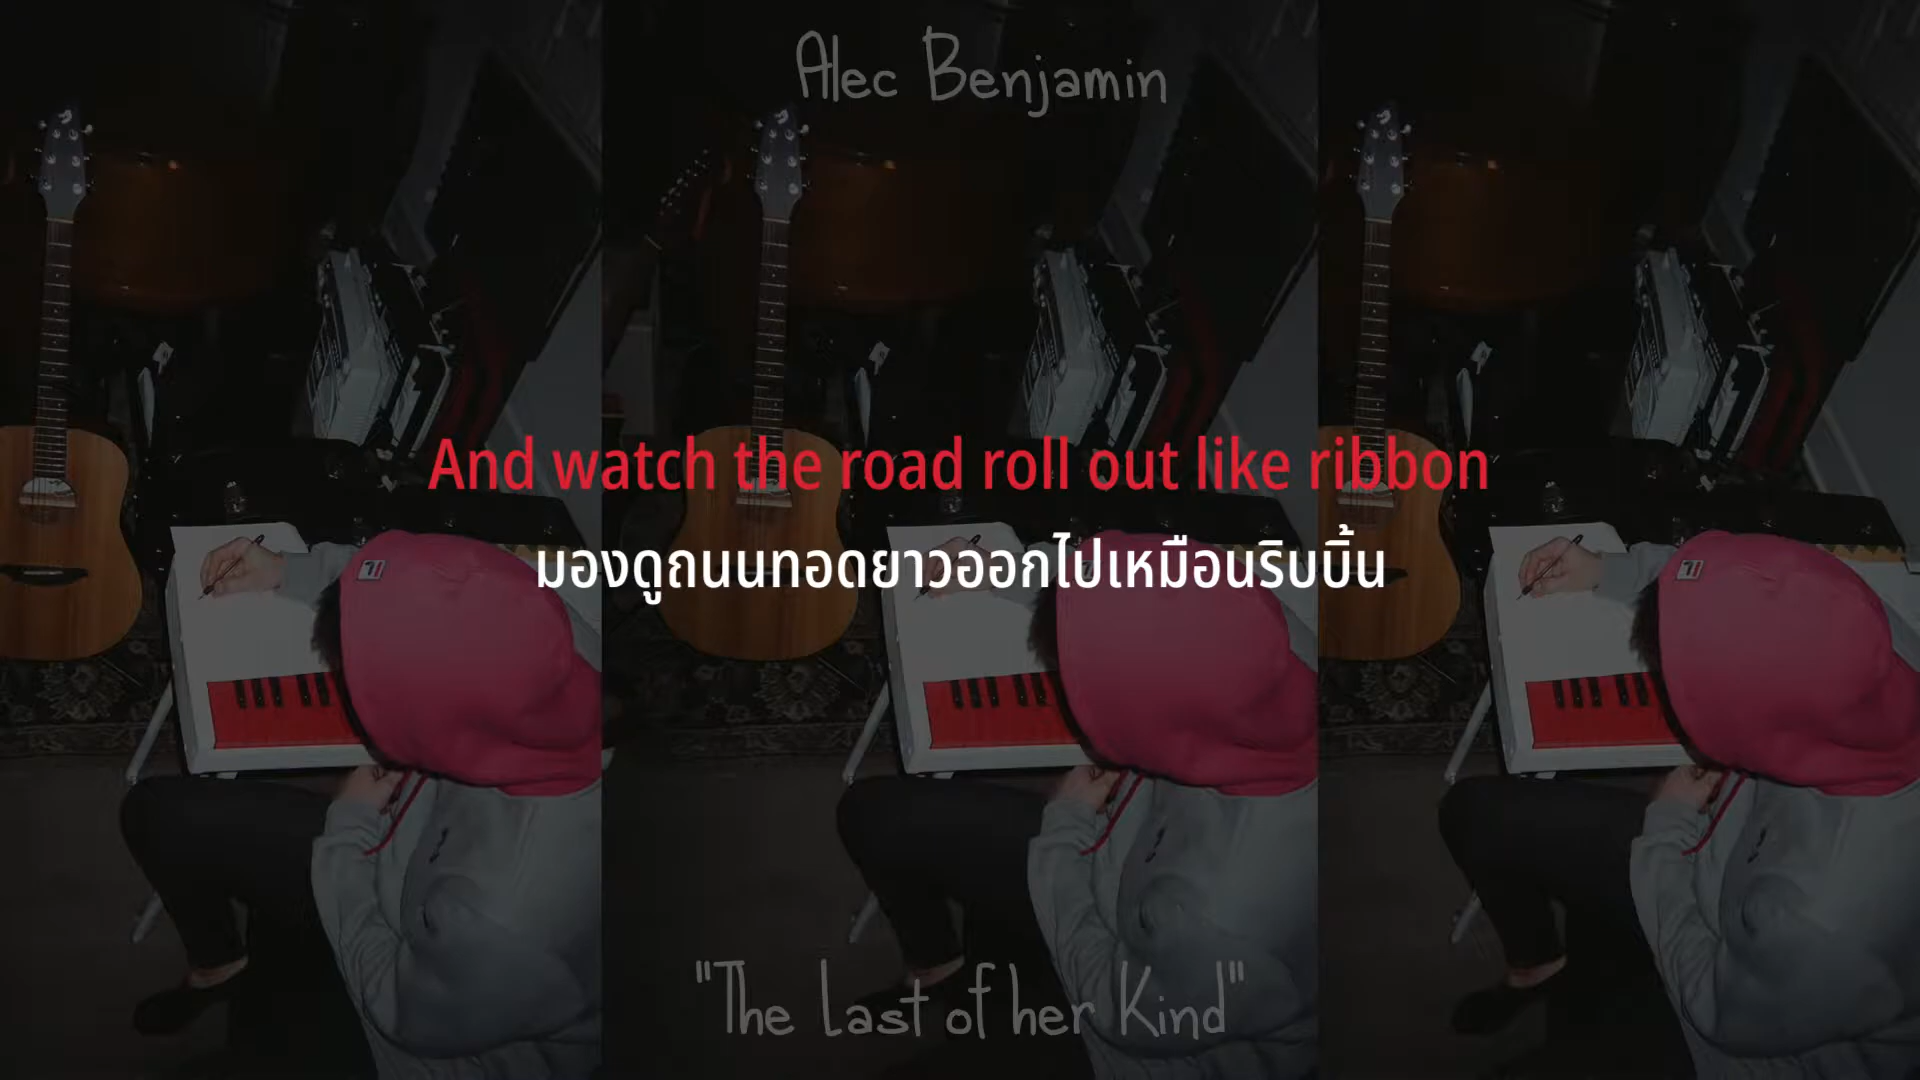 Alec Benjamin
And watch the road roll out like ribbon
มองดูถนนทอดยาวออกไปเหมือนริบบิ้น
"The Last of her Kind"